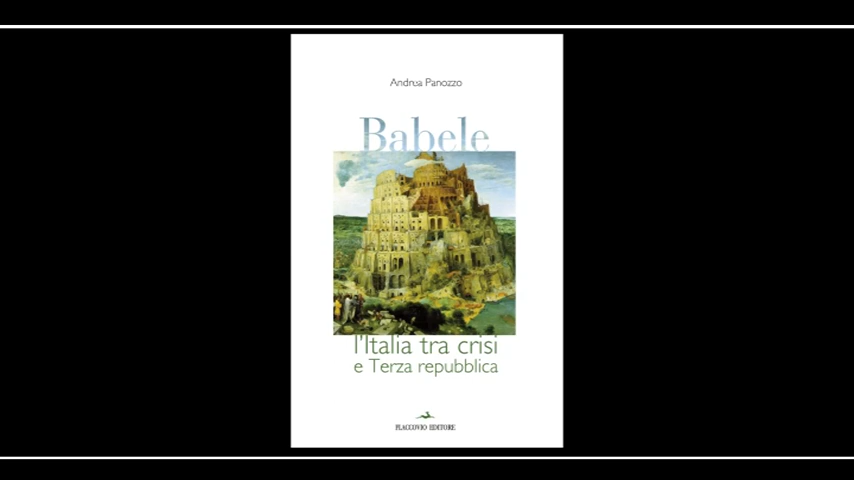 Andrea Panozzo
Babele
l'Italia tra crisi
e Terza repubblica
FLACCOVIO EDITORE